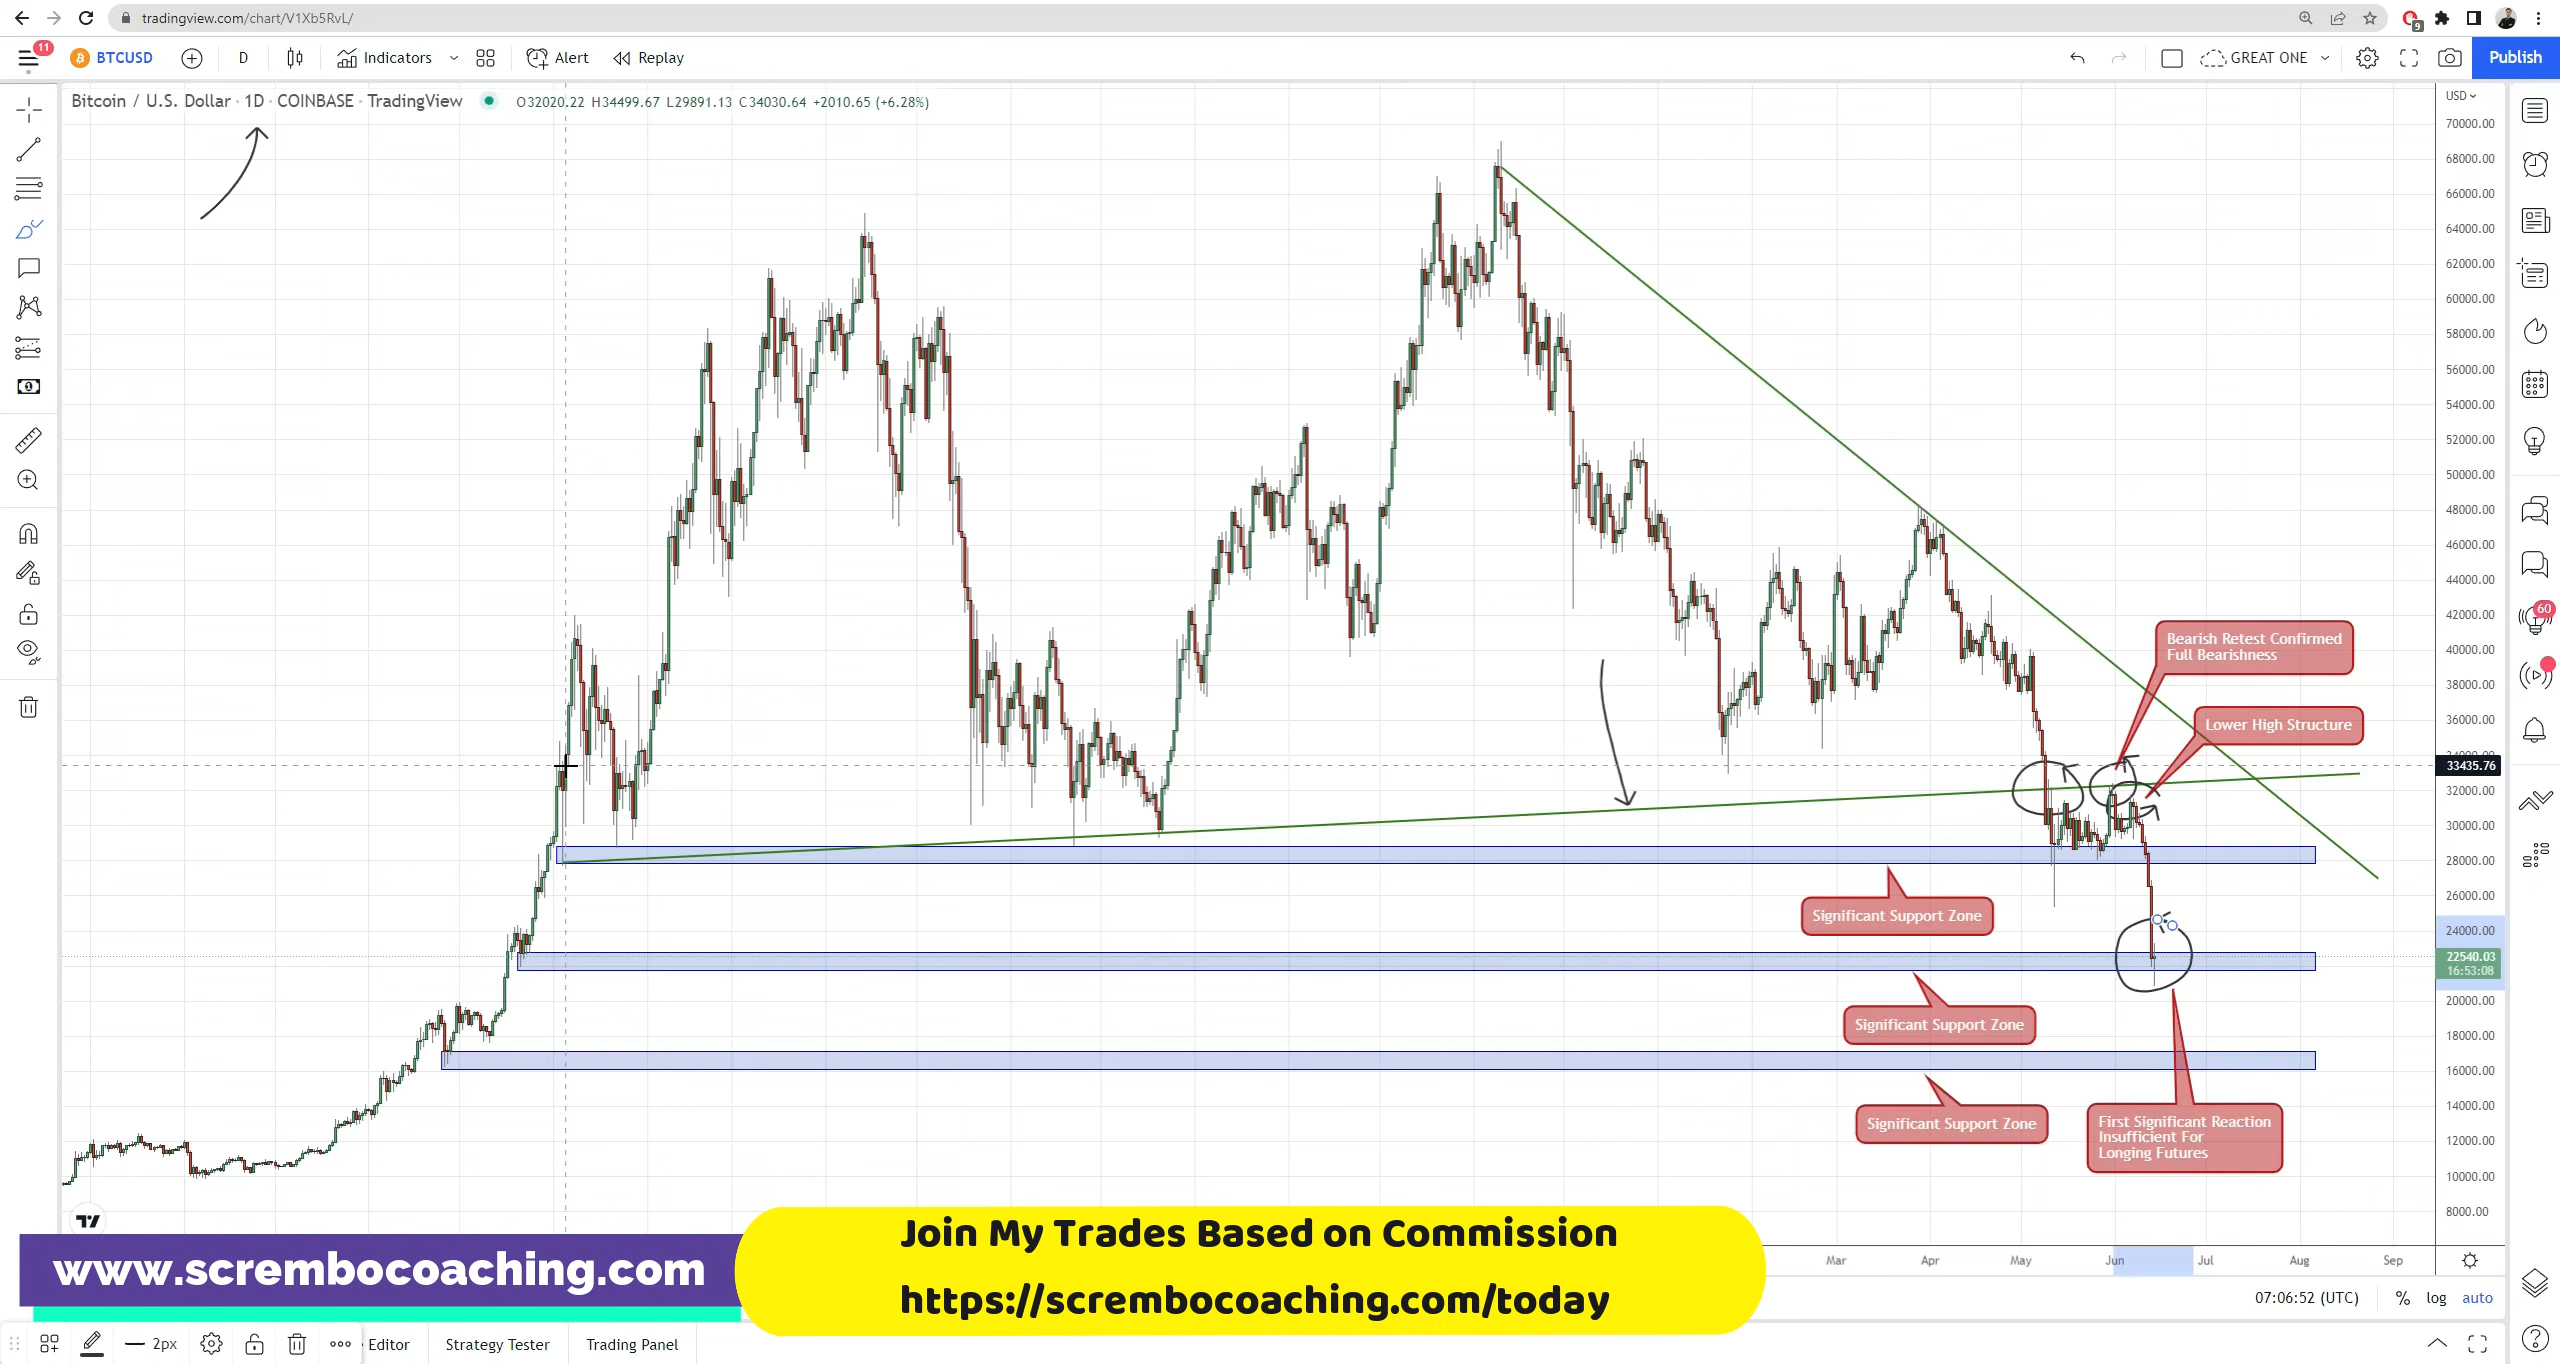 tradingview.com/chart/V1Xb5RvL/
9
11
BTCUSD
D
Indicators
Alert
Replay
GREAT ONE
Publish
Bitcoin / U.S. Dollar · 1D · COINBASE · TradingView
O32020.22 H34499.67 L29891.13 C34030.64 +2010.65 (+6.28%)
USD
70000.00
68000.00
66000.00
64000.00
62000.00
60000.00
58000.00
56000.00
54000.00
52000.00
50000.00
48000.00
46000.00
44000.00
42000.00
60
Bearish Retest Confirmed
Full Bearishness
40000.00
38000.00
Lower High Structure
36000.00
34000.00
33435.76
32000.00
30000.00
28000.00
26000.00
Significant Support Zone
24000.00
22540.03
16:53:08
20000.00
Significant Support Zone
18000.00
16000.00
14000.00
Significant Support Zone
First Significant Reaction
Insufficient For
Longing Futures
12000.00
10000.00
8000.00
Join My Trades Based on Commission
www.scrembocoaching.com
https://scrembocoaching.com/today
Mar
Apr
May
Jun
Jul
Aug
Sep
07:06:52 (UTC)
%
log
auto
2px
Editor
Strategy Tester
Trading Panel